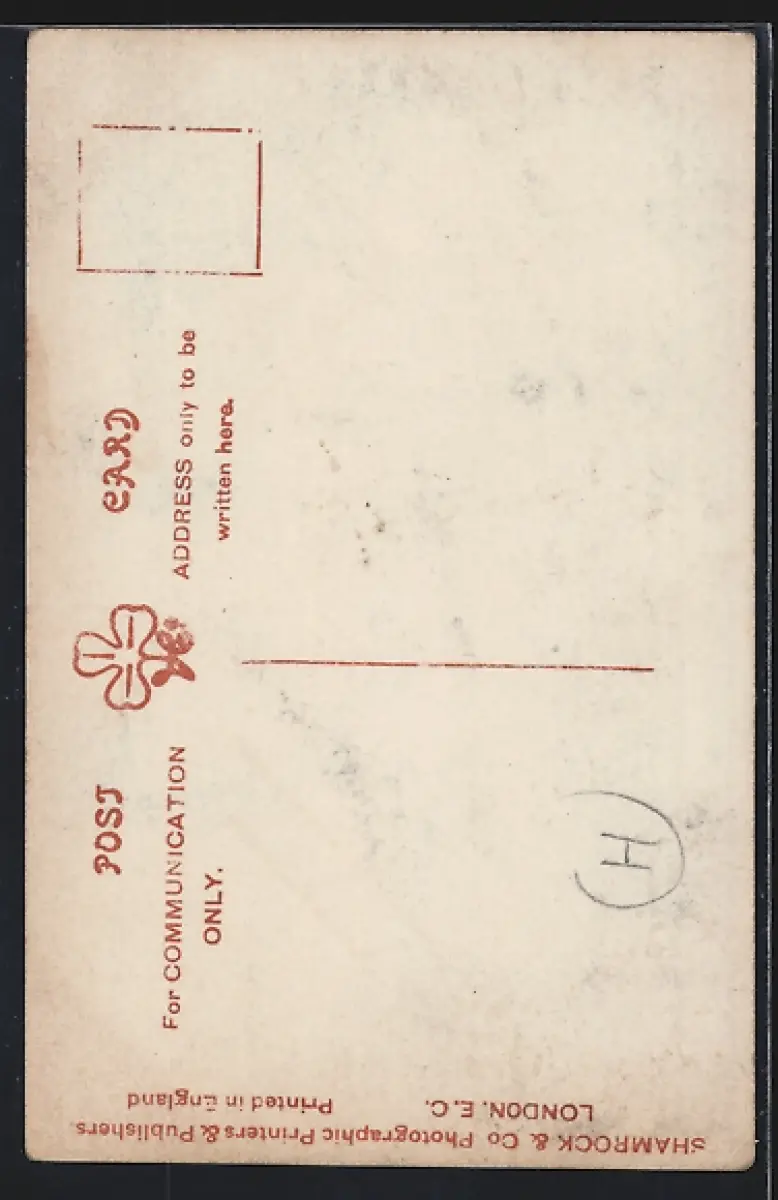 POST CARD
For COMMUNICATION
ONLY.
ADDRESS only to be
written here.
SHAMROCK & Co Photographic Printers & Publishers.
LONDON. E.C.
Printed in England
H